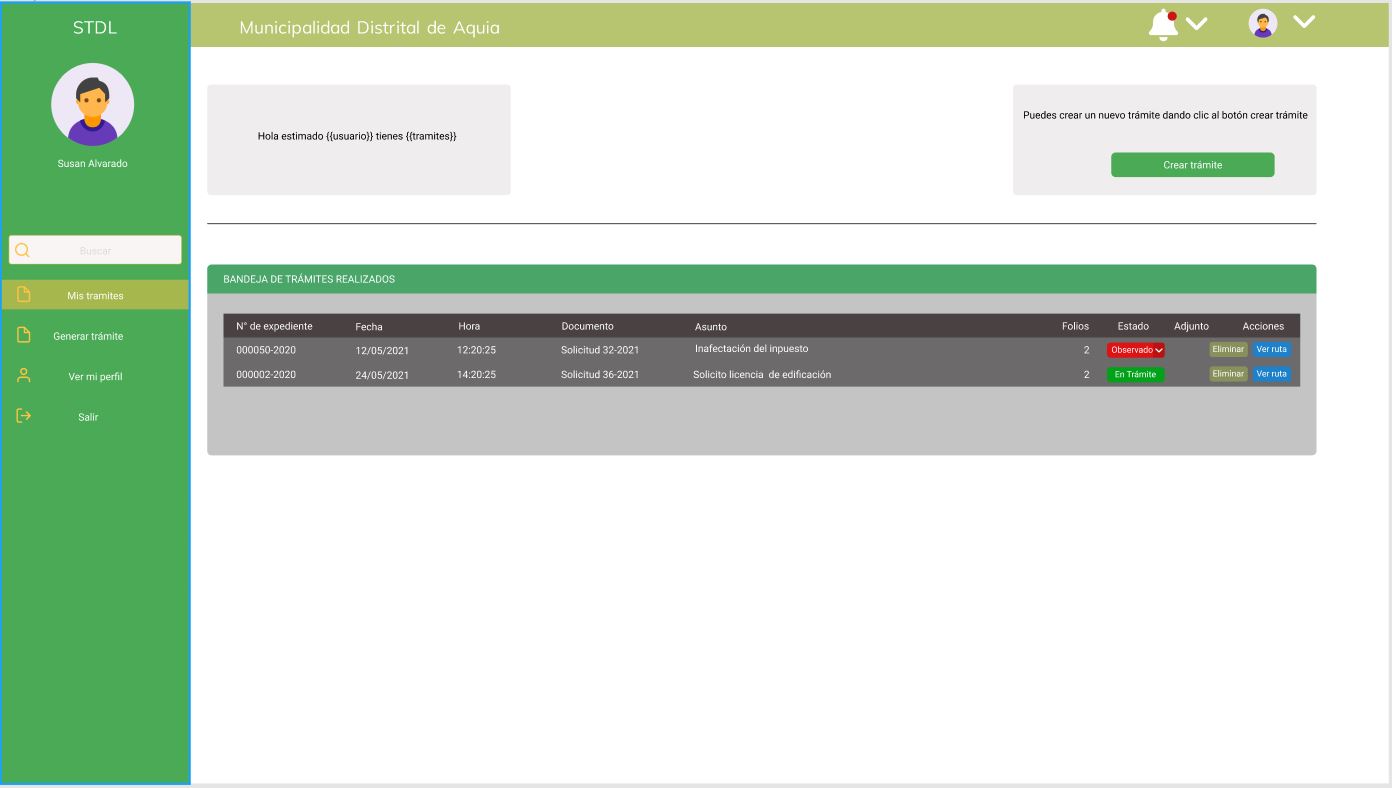 STDL
Municipalidad Distrital de Aquia
Susan Alvarado
Buscar
Mis tramites
Generar trámite
Ver mi perfil
Salir
Hola estimado {{usuario}} tienes {{tramites}}
Puedes crear un nuevo trámite dando clic al botón crear trámite
Crear trámite
BANDEJA DE TRÁMITES REALIZADOS
N° de expediente Fecha Hora Documento Asunto Folios Estado Adjunto Acciones
000050-2020 12/05/2021 12:20:25 Solicitud 32-2021 Inafectación del inpuesto 2 Observado Eliminar Ver ruta
000002-2020 24/05/2021 14:20:25 Solicitud 36-2021 Solicito licencia de edificación 2 En Trámite Eliminar Ver ruta